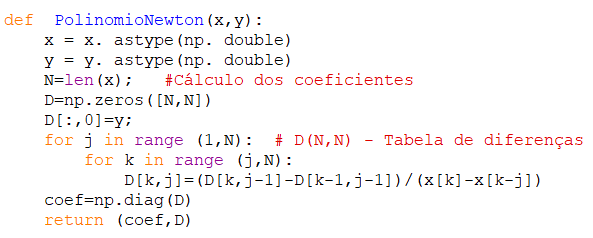 def  PolinomioNewton(x,y):
    x = x. astype(np. double)
    y = y. astype(np. double)
    N=len(x);   #Cálculo dos coeficientes
    D=np.zeros([N,N])
    D[:,0]=y;
    for j in range (1,N):  # D(N,N) - Tabela de diferenças
        for k in range (j,N):
            D[k,j]=(D[k,j-1]-D[k-1,j-1])/(x[k]-x[k-j])
    coef=np.diag(D)
    return (coef,D)